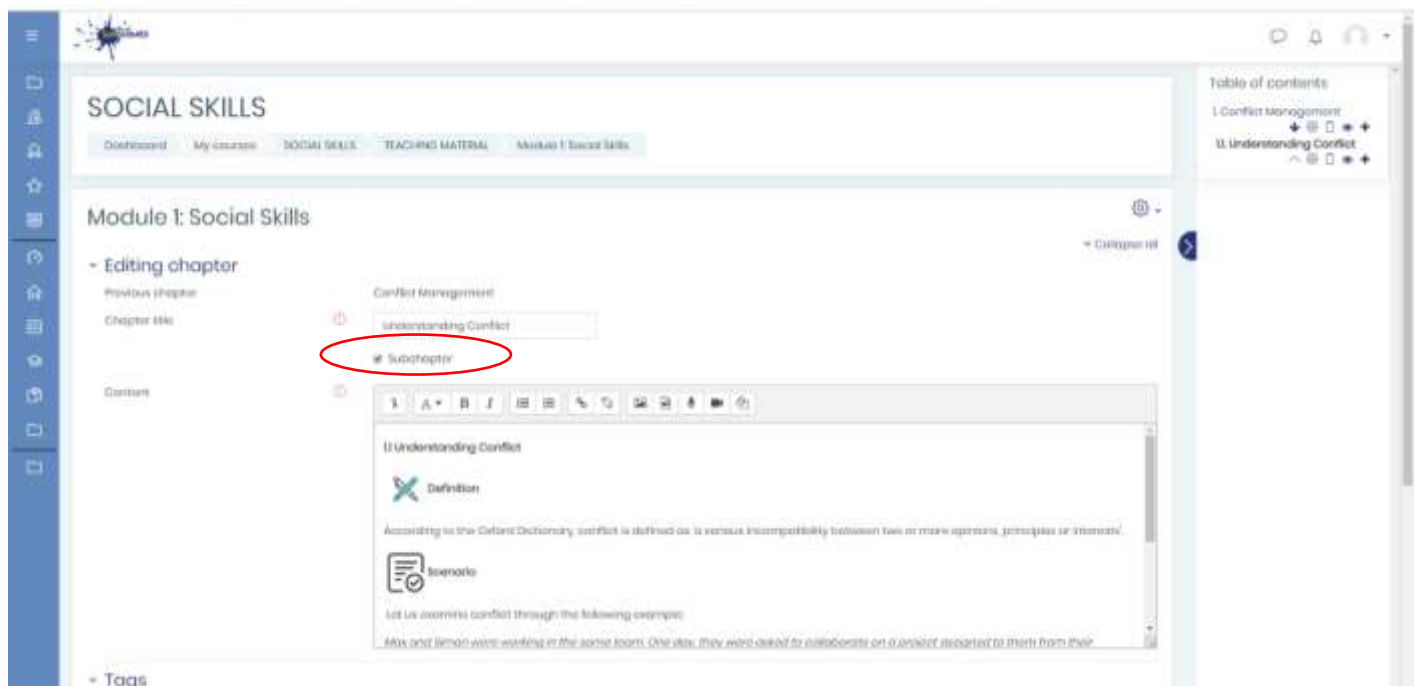 SOCIAL SKILLS
Dashboard My courses SOCIAL SKILLS TEACHING MATERIAL Module 1: Social Skills
Module 1: Social Skills
Collapse all
Editing chapter
Previous chapter Conflict Management
Chapter title Understanding Conflict
Subchapter
Content
A B I
1.1 Understanding Conflict
Definition
According to the Oxford Dictionary, conflict is defined as 'a serious incompatibility between two or more opinions, principles or interests'.
Scenario
Let us examine conflict through the following example:
Max and Simon were working in the same team. One day, they were asked to collaborate on a project assigned to them from their
Tags
Table of contents
1. Conflict Management
1.1. Understanding Conflict